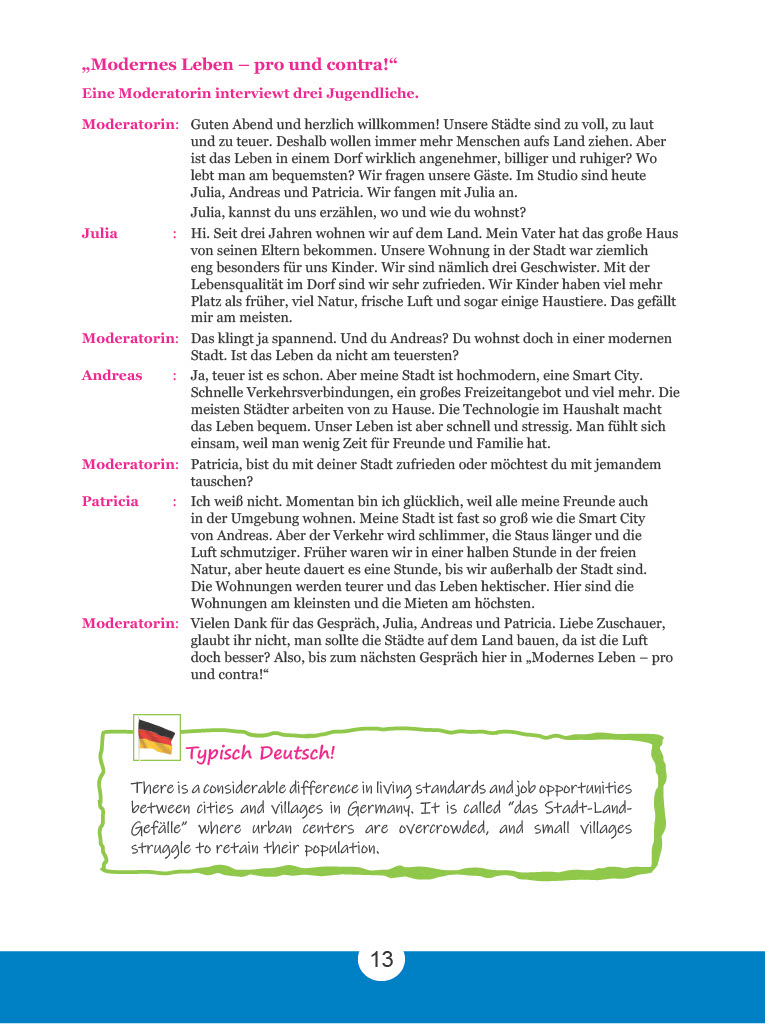 „Modernes Leben – pro und contra!“
Eine Moderatorin interviewt drei Jugendliche.
Moderatorin: Guten Abend und herzlich willkommen! Unsere Städte sind zu voll, zu laut
und zu teuer. Deshalb wollen immer mehr Menschen aufs Land ziehen. Aber
ist das Leben in einem Dorf wirklich angenehmer, billiger und ruhiger? Wo
lebt man am bequemsten? Wir fragen unsere Gäste. Im Studio sind heute
Julia, Andreas und Patricia. Wir fangen mit Julia an.
Julia, kannst du uns erzählen, wo und wie du wohnst?
Julia : Hi. Seit drei Jahren wohnen wir auf dem Land. Mein Vater hat das große Haus
von seinen Eltern bekommen. Unsere Wohnung in der Stadt war ziemlich
eng besonders für uns Kinder. Wir sind nämlich drei Geschwister. Mit der
Lebensqualität im Dorf sind wir sehr zufrieden. Wir Kinder haben viel mehr
Platz als früher, viel Natur, frische Luft und sogar einige Haustiere. Das gefällt
mir am meisten.
Moderatorin: Das klingt ja spannend. Und du Andreas? Du wohnst doch in einer modernen
Stadt. Ist das Leben da nicht am teuersten?
Andreas : Ja, teuer ist es schon. Aber meine Stadt ist hochmodern, eine Smart City.
Schnelle Verkehrsverbindungen, ein großes Freizeitangebot und viel mehr. Die
meisten Städter arbeiten von zu Hause. Die Technologie im Haushalt macht
das Leben bequem. Unser Leben ist aber schnell und stressig. Man fühlt sich
einsam, weil man wenig Zeit für Freunde und Familie hat.
Moderatorin: Patricia, bist du mit deiner Stadt zufrieden oder möchtest du mit jemandem
tauschen?
Patricia : Ich weiß nicht. Momentan bin ich glücklich, weil alle meine Freunde auch
in der Umgebung wohnen. Meine Stadt ist fast so groß wie die Smart City
von Andreas. Aber der Verkehr wird schlimmer, die Staus länger und die
Luft schmutziger. Früher waren wir in einer halben Stunde in der freien
Natur, aber heute dauert es eine Stunde, bis wir außerhalb der Stadt sind.
Die Wohnungen werden teurer und das Leben hektischer. Hier sind die
Wohnungen am kleinsten und die Mieten am höchsten.
Moderatorin: Vielen Dank für das Gespräch, Julia, Andreas und Patricia. Liebe Zuschauer,
glaubt ihr nicht, man sollte die Städte auf dem Land bauen, da ist die Luft
doch besser? Also, bis zum nächsten Gespräch hier in „Modernes Leben – pro
und contra!“
Typisch Deutsch!
There is a considerable difference in living standards and job opportunities
between cities and villages in Germany. It is called “das Stadt-Land-
Gefälle” where urban centers are overcrowded, and small villages
struggle to retain their population.
13